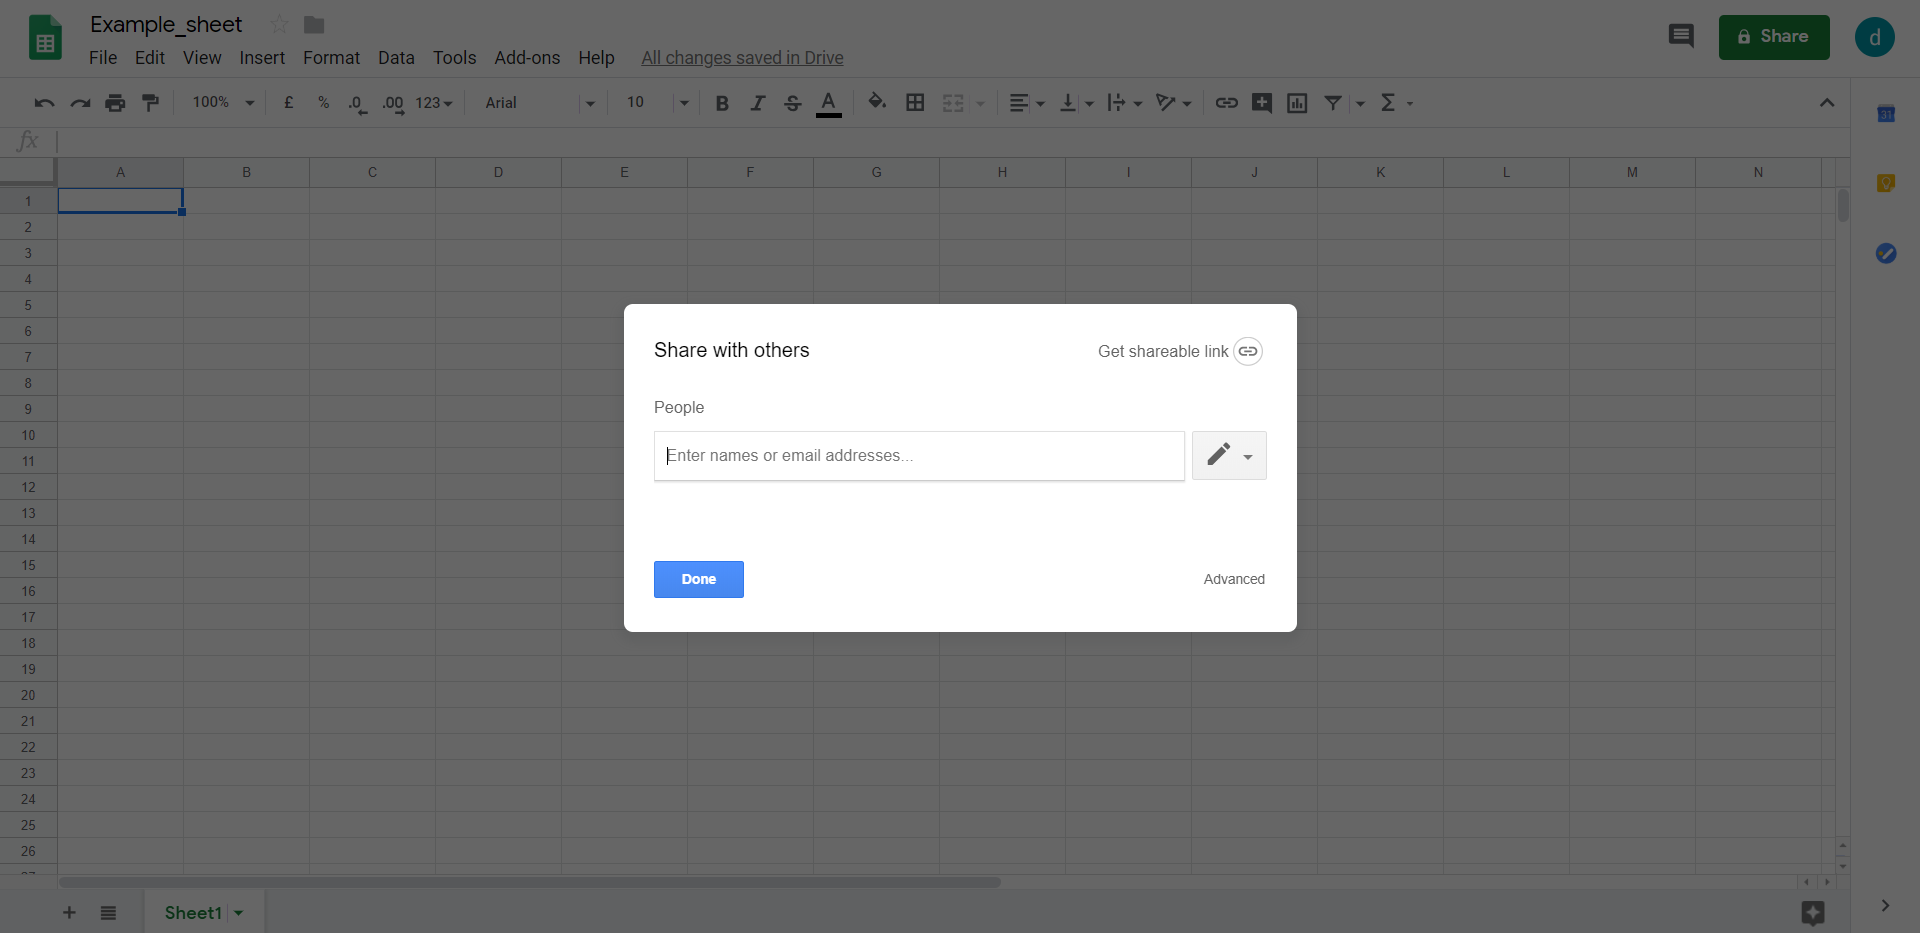 Example_sheet
File Edit View Insert Format Data Tools Add-ons Help All changes saved in Drive
Share
d
100% £ % .0 .00 123 Arial 10 B I S A Σ
31
fx
A B C D E F G H I J K L M N
1
2
3
4
5
6
7
8
9
10
11
12
13
14
15
16
17
18
19
20
21
22
23
24
25
26
Share with others
Get shareable link
People
Enter names or email addresses...
Done
Advanced
Sheet1